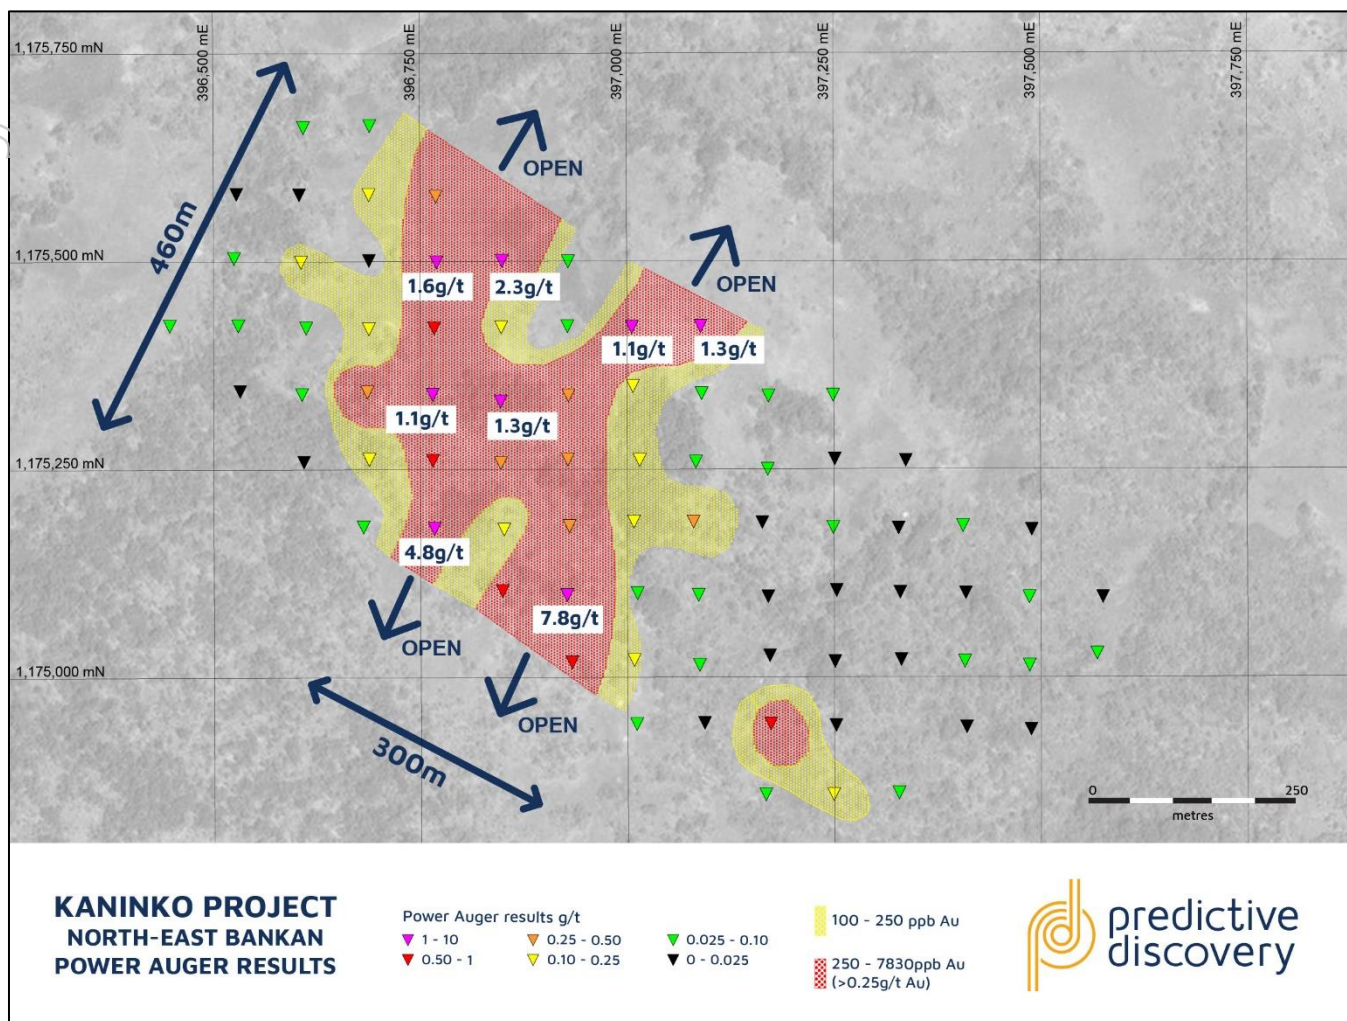 396,500 mE
396,750 mE
397,000 mE
397,250 mE
397,500 mE
397,750 mE
1,175,750 mN
OPEN
460m
1,175,500 mN
OPEN
1.6g/t
2.3g/t
1.1g/t
1.3g/t
1.1g/t
1.3g/t
1,175,250 mN
4.8g/t
7.8g/t
OPEN
1,175,000 mN
OPEN
300m
0 250
metres
KANINKO PROJECT
NORTH-EAST BANKAN
POWER AUGER RESULTS
Power Auger results g/t
1 - 10
0.25 - 0.50
0.025 - 0.10
0.50 - 1
0.10 - 0.25
0 - 0.025
100 - 250 ppb Au
250 - 7830ppb Au
(>0.25g/t Au)
predictive
discovery